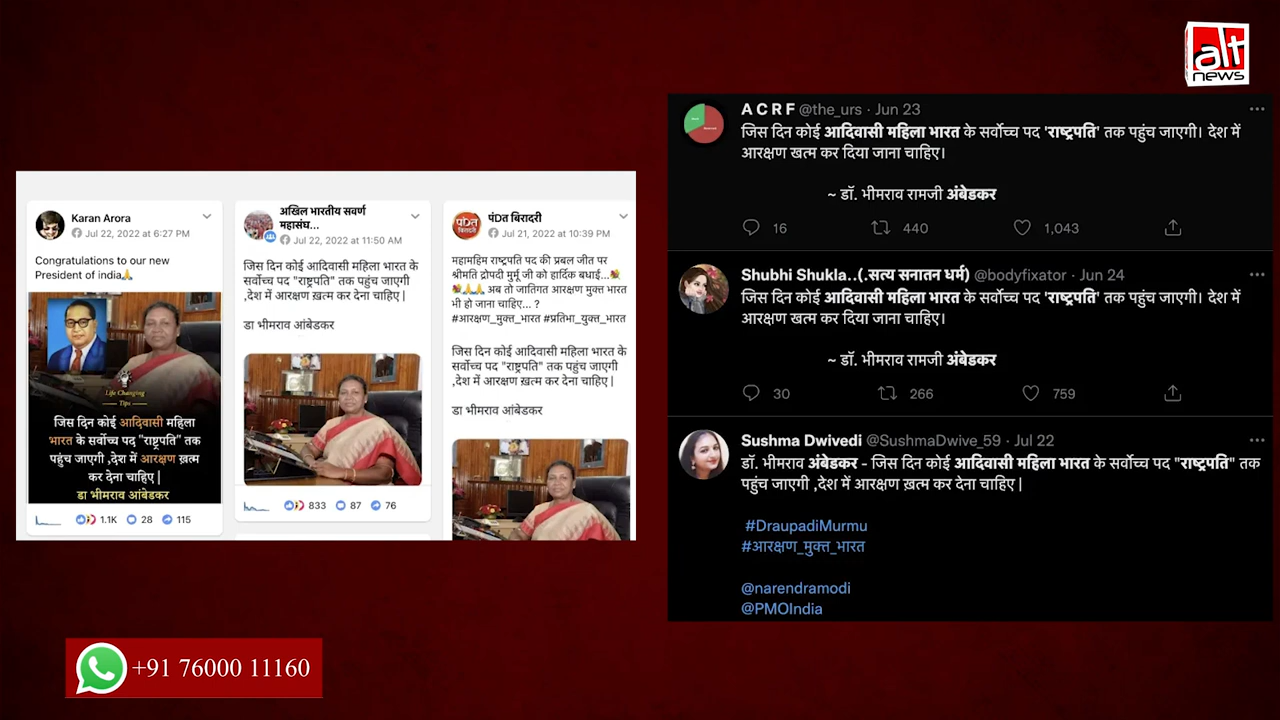 alt
news
Karan Arora
Jul 22, 2022 at 6:27 PM
Congratulations to our new
President of india🙏
Life Changing
Tips
जिस दिन कोई आदिवासी महिला
भारत के सर्वोच्च पद "राष्ट्रपति" तक
पहुंच जाएगी ,देश में आरक्षण ख़त्म
कर देना चाहिए |
डा भीमराव आंबेडकर
1.1K 28 115
अखिल भारतीय सवर्ण
महासंघ...
Jul 22, 2022 at 11:50 AM
जिस दिन कोई आदिवासी महिला भारत के
सर्वोच्च पद "राष्ट्रपति" तक पहुंच जाएगी
,देश में आरक्षण ख़त्म कर देना चाहिए |
डा भीमराव आंबेडकर
833 87 76
पंDत बिरादरी
पंDत
बिरादरी
Jul 21, 2022 at 10:39 PM
महामहिम राष्ट्रपति पद की प्रबल जीत पर
श्रीमति द्रोपदी मुर्मू जी को हार्दिक बधाई...💐
💐🙏🙏 अब तो जातिगत आरक्षण मुक्त भारत
भी हो जाना चाहिए... ?
#आरक्षण_मुक्त_भारत #प्रतिभा_युक्त_भारत
जिस दिन कोई आदिवासी महिला भारत के
सर्वोच्च पद "राष्ट्रपति" तक पहुंच जाएगी
,देश में आरक्षण ख़त्म कर देना चाहिए |
डा भीमराव आंबेडकर
A C R F @the_urs · Jun 23
जिस दिन कोई आदिवासी महिला भारत के सर्वोच्च पद 'राष्ट्रपति' तक पहुंच जाएगी। देश में
आरक्षण खत्म कर दिया जाना चाहिए।
~ डॉ. भीमराव रामजी अंबेडकर
16 440 1,043
Shubhi Shukla..(.सत्य सनातन धर्म) @bodyfixator · Jun 24
जिस दिन कोई आदिवासी महिला भारत के सर्वोच्च पद 'राष्ट्रपति' तक पहुंच जाएगी। देश में
आरक्षण खत्म कर दिया जाना चाहिए।
~ डॉ. भीमराव रामजी अंबेडकर
30 266 759
Sushma Dwivedi @SushmaDwive_59 · Jul 22
डॉ. भीमराव अंबेडकर - जिस दिन कोई आदिवासी महिला भारत के सर्वोच्च पद "राष्ट्रपति" तक
पहुंच जाएगी ,देश में आरक्षण ख़त्म कर देना चाहिए |
#DraupadiMurmu
#आरक्षण_मुक्त_भारत
@narendramodi
@PMOIndia
+91 76000 11160